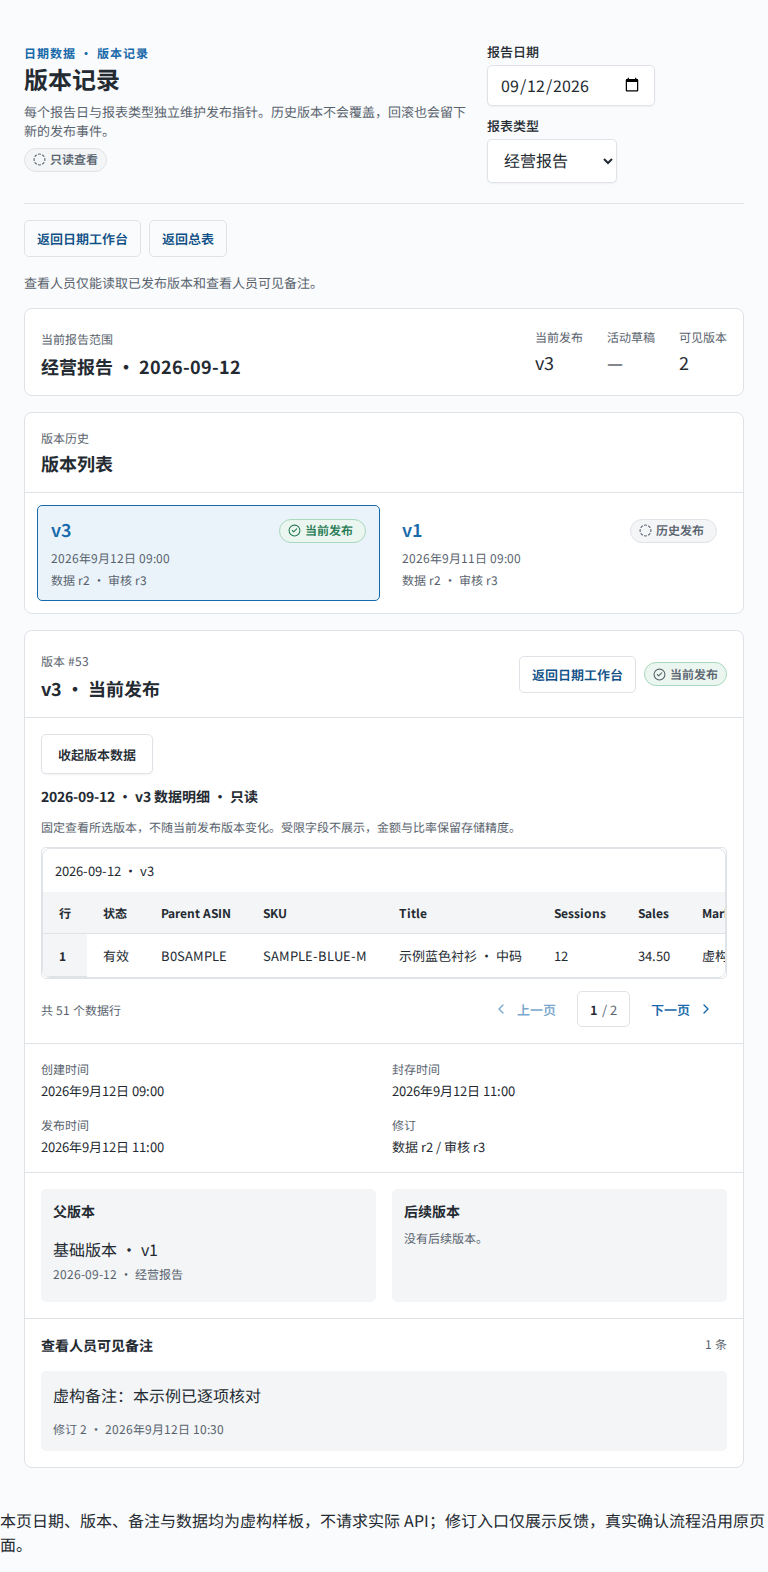 日期数据 · 版本记录
版本记录
每个报告日与报表类型独立维护发布指针。历史版本不会覆盖，回滚也会留下
新的发布事件。
只读查看
报告日期
09/12/2026
报表类型
经营报告
返回日期工作台
返回总表
查看人员仅能读取已发布版本和查看人员可见备注。
当前报告范围
经营报告 · 2026-09-12
当前发布
v3
活动草稿
—
可见版本
2
版本历史
版本列表
v3
当前发布
2026年9月12日 09:00
数据 r2 · 审核 r3
v1
历史发布
2026年9月11日 09:00
数据 r2 · 审核 r3
版本 #53
v3 · 当前发布
返回日期工作台
当前发布
收起版本数据
2026-09-12 · v3 数据明细 · 只读
固定查看所选版本，不随当前发布版本变化。受限字段不展示，金额与比率保留存储精度。
2026-09-12 · v3
行 状态 Parent ASIN SKU Title Sessions Sales Mar
1 有效 B0SAMPLE SAMPLE-BLUE-M 示例蓝色衬衫 · 中码 12 34.50 虚构
共 51 个数据行
上一页
1 / 2
下一页
创建时间
2026年9月12日 09:00
封存时间
2026年9月12日 11:00
发布时间
2026年9月12日 11:00
修订
数据 r2 / 审核 r3
父版本
基础版本 · v1
2026-09-12 · 经营报告
后续版本
没有后续版本。
查看人员可见备注
1 条
虚构备注：本示例已逐项核对
修订 2 · 2026年9月12日 10:30
本页日期、版本、备注与数据均为虚构样板，不请求实际 API；修订入口仅展示反馈，真实确认流程沿用原页
面。